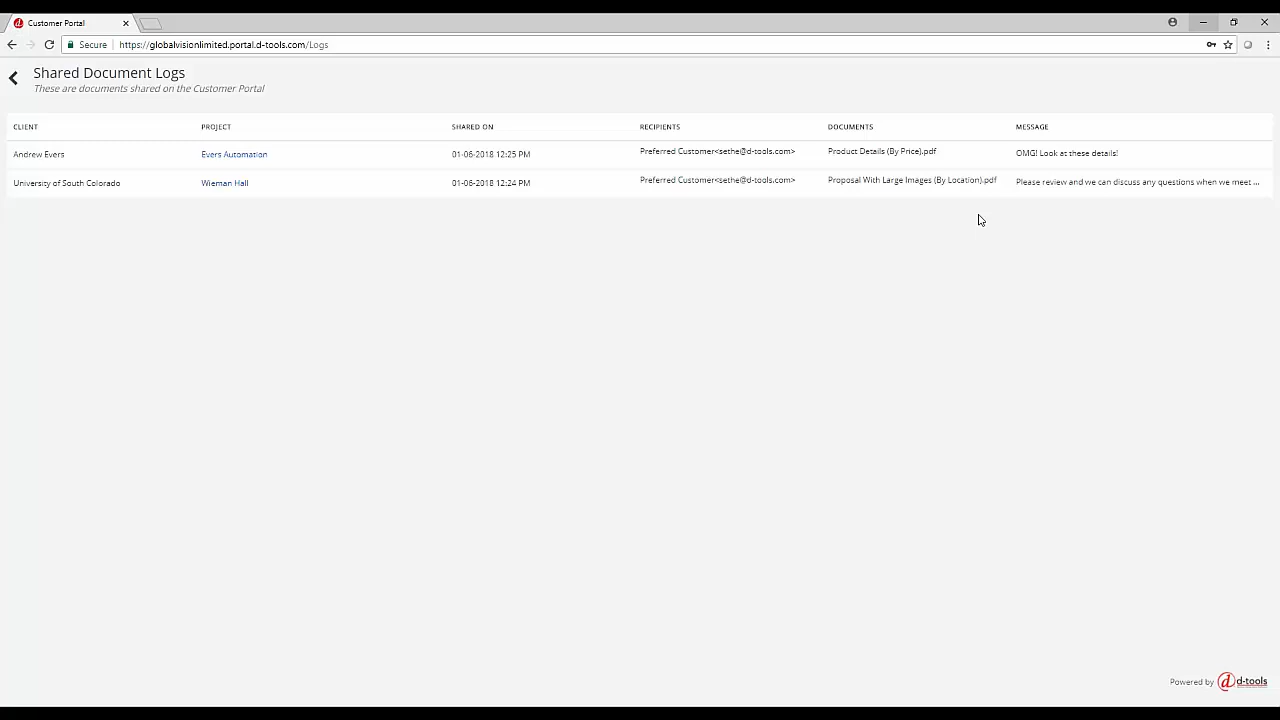 Customer Portal
Secure https://globalvisionlimited.portal.d-tools.com/Logs
Shared Document Logs
These are documents shared on the Customer Portal
CLIENT PROJECT SHARED ON RECIPIENTS DOCUMENTS MESSAGE
Andrew Evers Evers Automation 01-06-2018 12:25 PM Preferred Customer<sethe@d-tools.com> Product Details (By Price).pdf OMG! Look at these details!
University of South Colorado Wieman Hall 01-06-2018 12:24 PM Preferred Customer<sethe@d-tools.com> Proposal With Large Images (By Location).pdf Please review and we can discuss any questions when we meet ...
Powered by d-tools